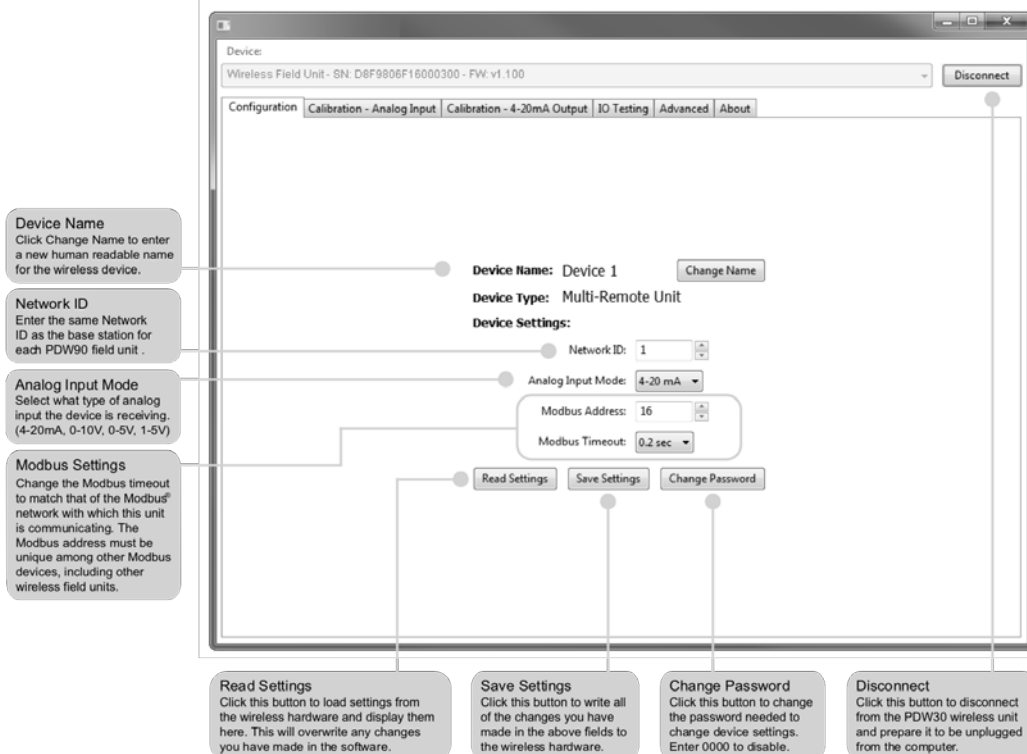 Device:
Wireless Field Unit - SN: D8F9806F16000300 - FW: v1.100
Disconnect
Configuration
Calibration - Analog Input
Calibration - 4-20mA Output
IO Testing
Advanced
About
Device Name
Click Change Name to enter
a new human readable name
for the wireless device.
Network ID
Enter the same Network
ID as the base station for
each PDW90 field unit .
Analog Input Mode
Select what type of analog
input the device is receiving.
(4-20mA, 0-10V, 0-5V, 1-5V)
Modbus Settings
Change the Modbus timeout
to match that of the Modbus®
network with which this unit
is communicating. The
Modbus address must be
unique among other Modbus
devices, including other
wireless field units.
Device Name: Device 1
Change Name
Device Type: Multi-Remote Unit
Device Settings:
Network ID: 1
Analog Input Mode: 4-20 mA
Modbus Address: 16
Modbus Timeout: 0.2 sec
Read Settings
Save Settings
Change Password
Read Settings
Click this button to load settings from
the wireless hardware and display them
here. This will overwrite any changes
you have made in the software.
Save Settings
Click this button to write all
of the changes you have
made in the above fields to
the wireless hardware.
Change Password
Click this button to change
the password needed to
change device settings.
Enter 0000 to disable.
Disconnect
Click this button to disconnect
from the PDW30 wireless unit
and prepare it to be unplugged
from the computer.